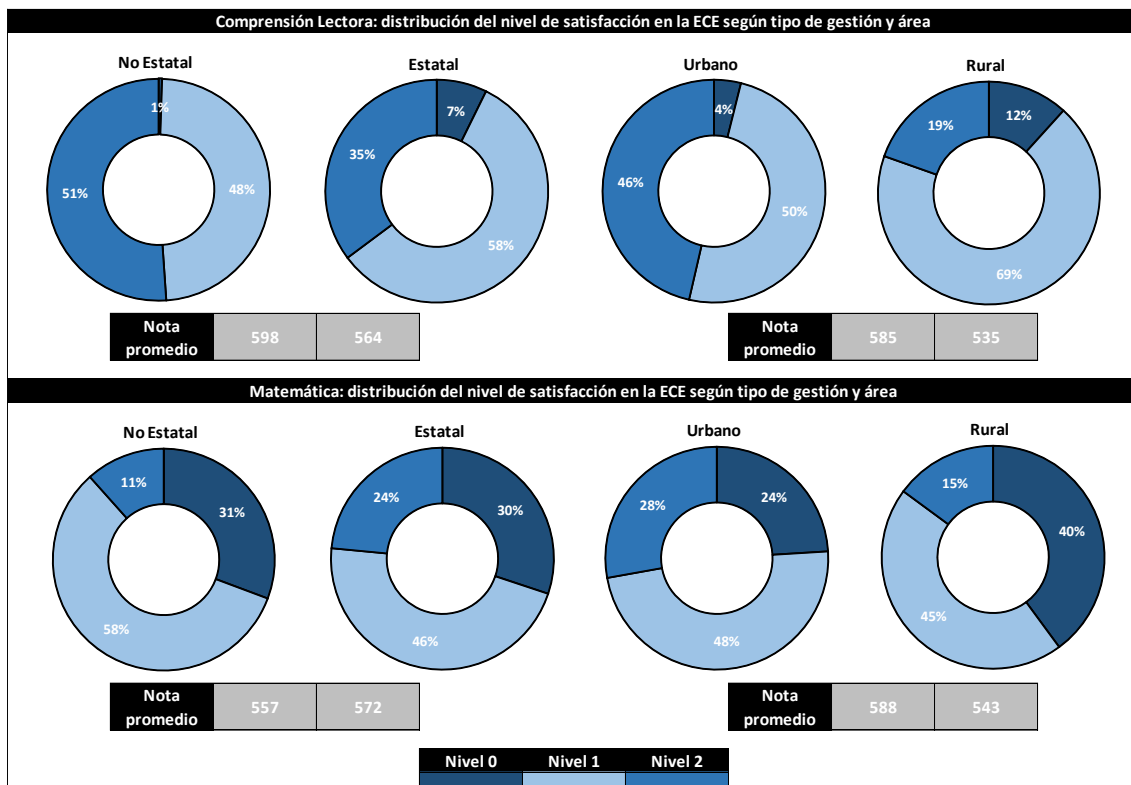 Comprensión Lectora: distribución del nivel de satisfacción en la ECE según tipo de gestión y área
No Estatal
Estatal
Urbano
Rural
1%
48%
51%
7%
58%
35%
4%
50%
46%
12%
69%
19%
Nota promedio
598
564
Nota promedio
585
535
Matemática: distribución del nivel de satisfacción en la ECE según tipo de gestión y área
No Estatal
Estatal
Urbano
Rural
31%
58%
11%
30%
46%
24%
24%
48%
28%
40%
45%
15%
Nota promedio
557
572
Nota promedio
588
543
Nivel 0
Nivel 1
Nivel 2